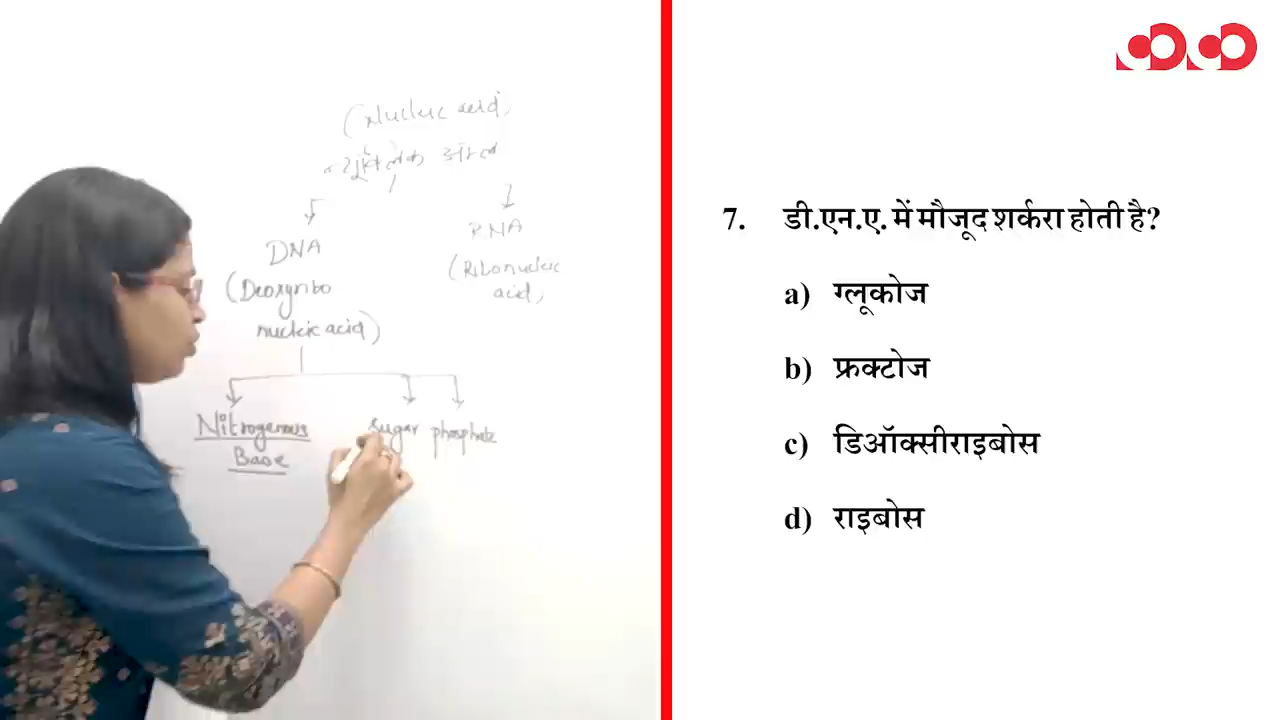 (Nucleic acid)
न्यूक्लिक अम्ल
DNA
RNA
(Deoxyribo
nucleic acid)
(Ribonucleic
acid)
Nitrogenous
Base
Sugar
phosphate
7. डी.एन.ए. में मौजूद शर्करा होती है?
a) ग्लूकोज
b) फ्रक्टोज
c) डिऑक्सीराइबोस
d) राइबोस